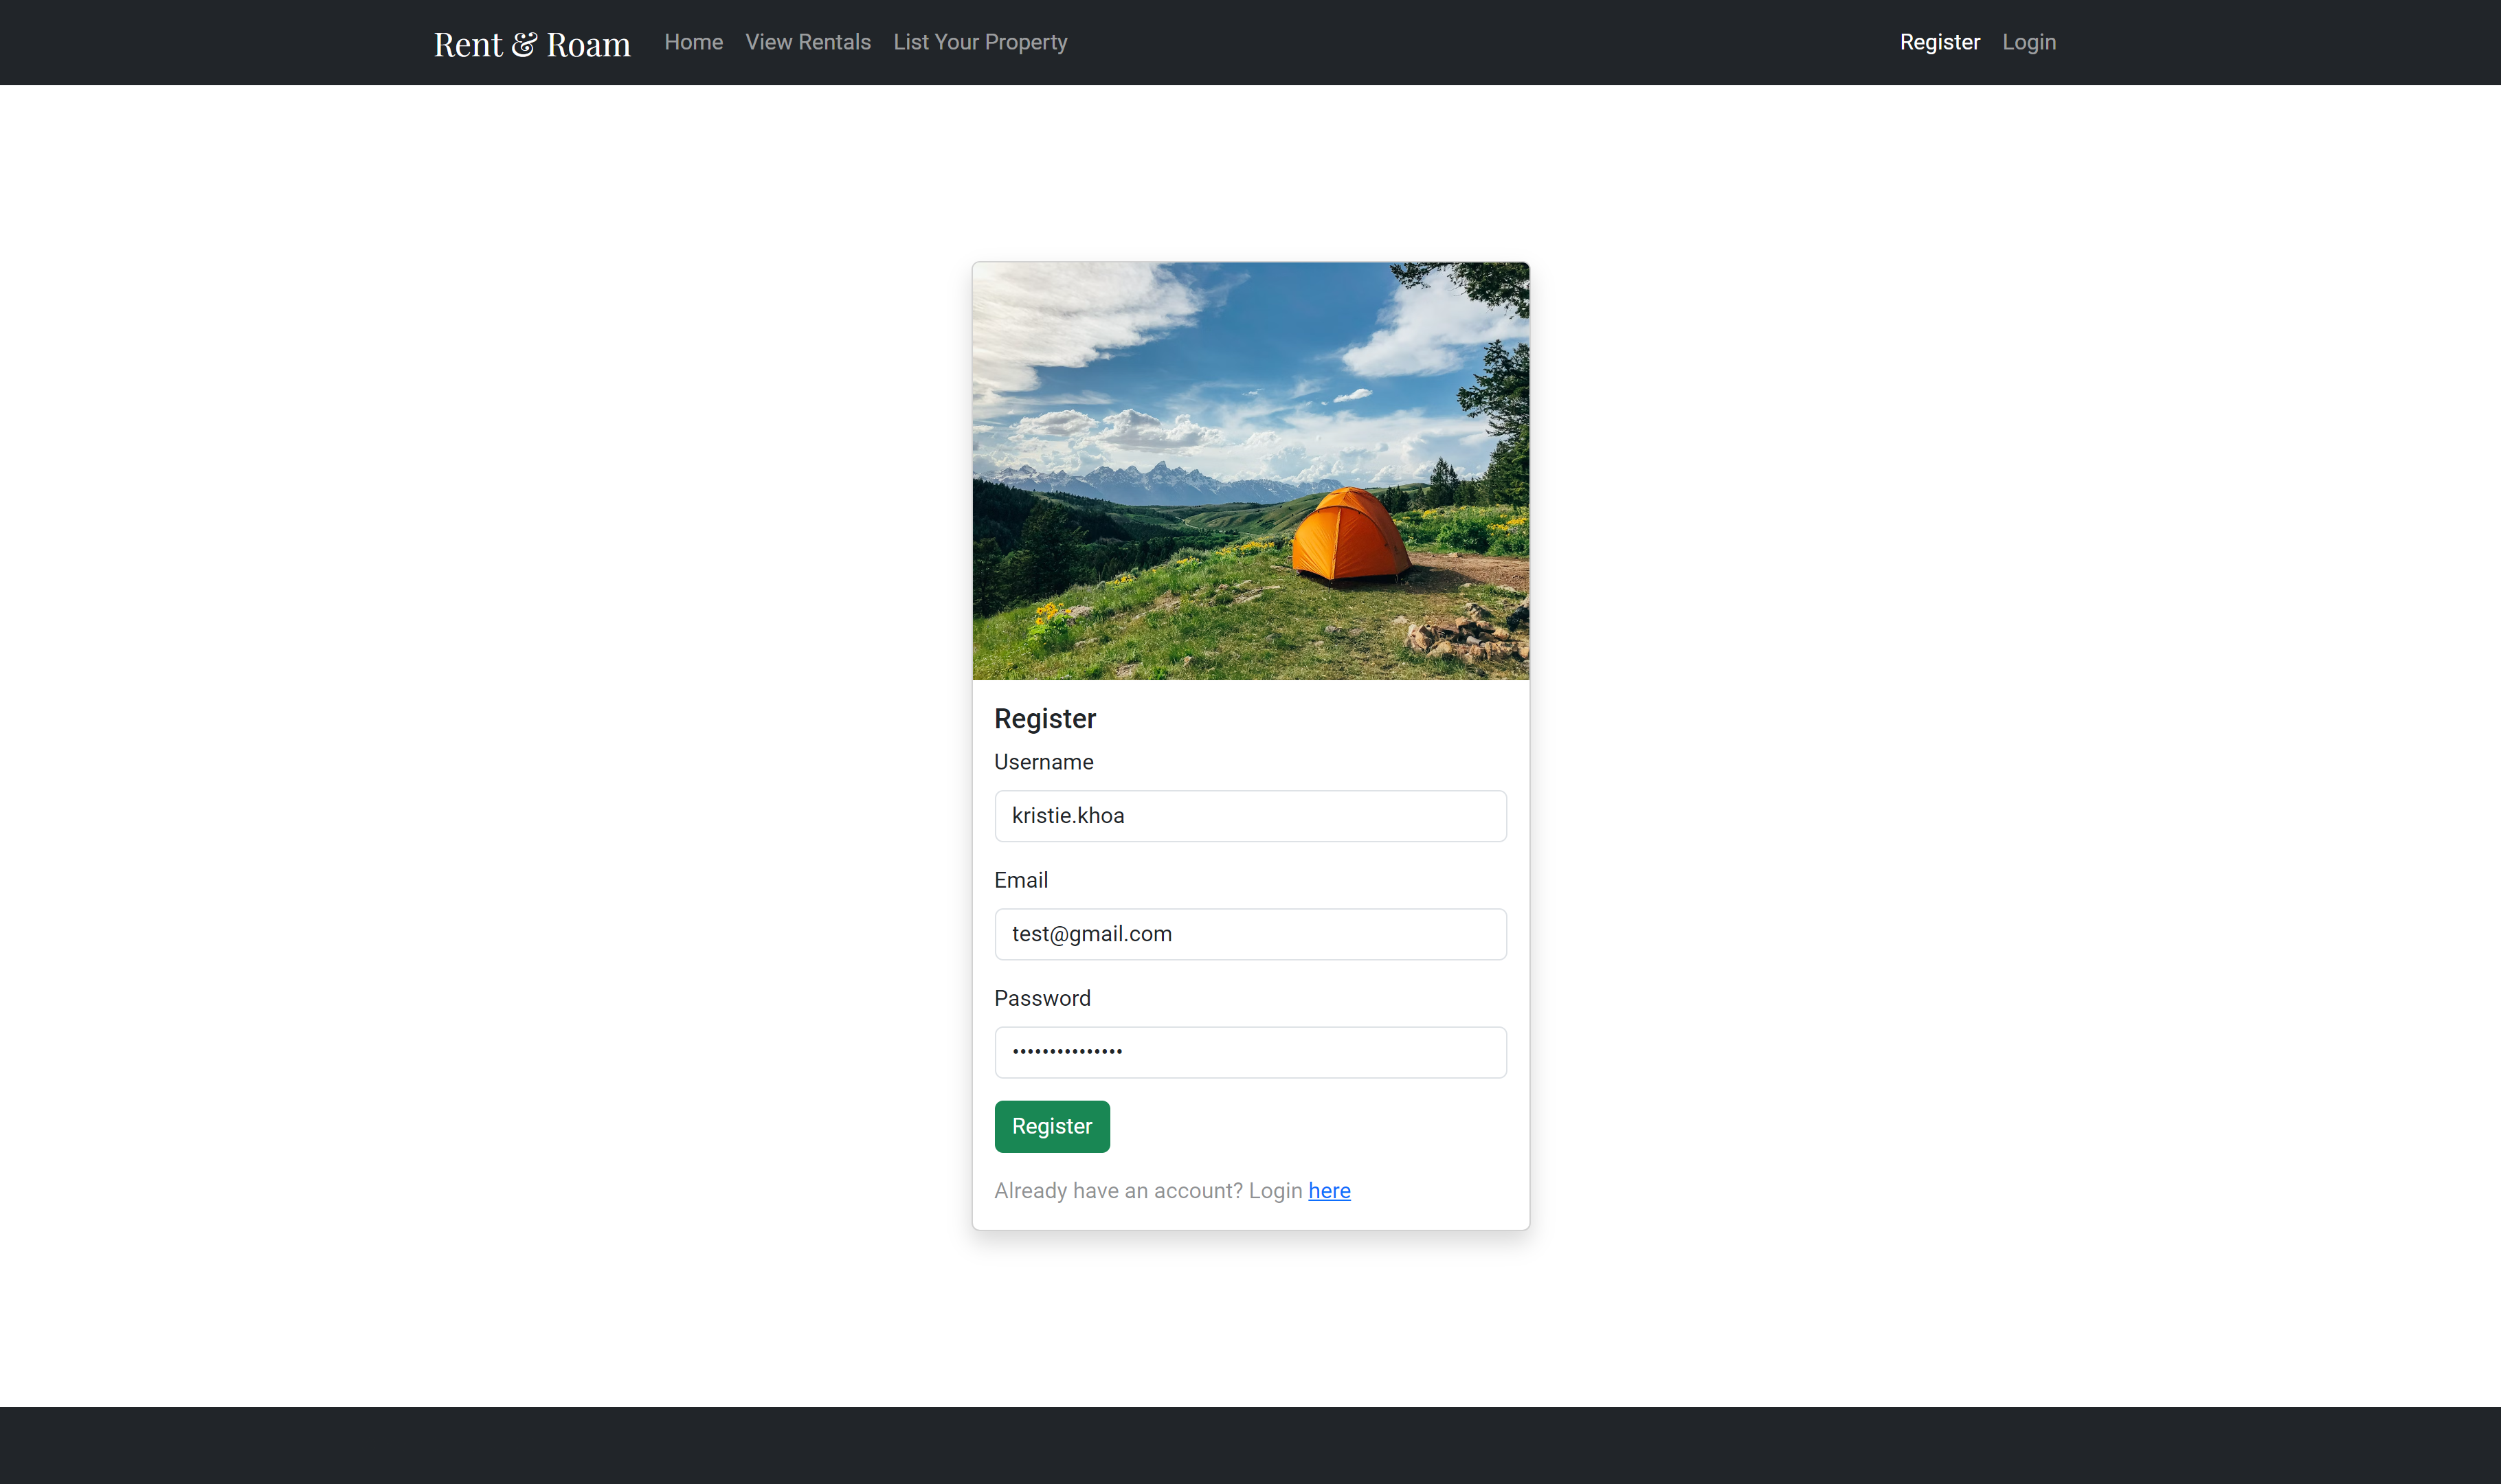 Rent & Roam Home View Rentals List Your Property Register Login
Register
Username
kristie.khoa
Email
test@gmail.com
Password
•••••••••••••••
Register
Already have an account? Login here